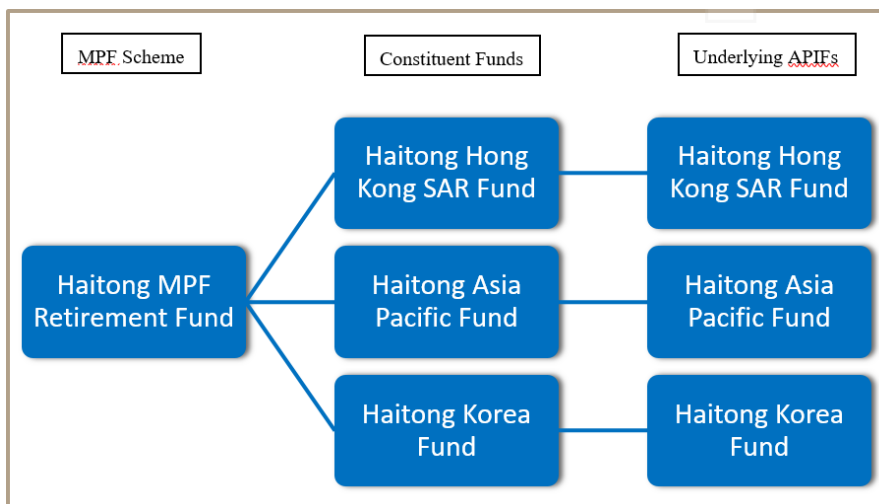 MPF Scheme
Constituent Funds
Underlying APIFs
Haitong MPF
Retirement Fund
Haitong Hong
Kong SAR Fund
Haitong Hong
Kong SAR Fund
Haitong Asia
Pacific Fund
Haitong Asia
Pacific Fund
Haitong Korea
Fund
Haitong Korea
Fund